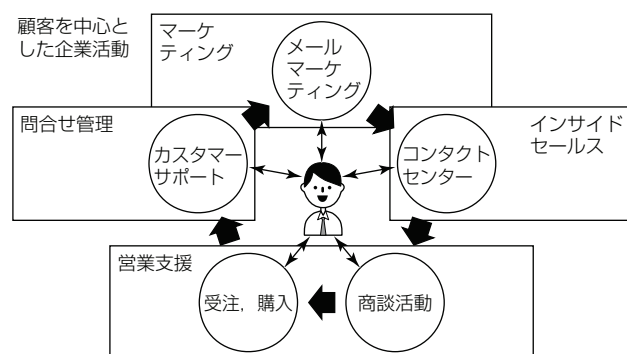 顧客を中心と
した企業活動
マーケ
ティング
メール
マーケ
ティング
問合せ管理
カスタマー
サポート
インサイド
セールス
コンタクト
センター
営業支援
受注，購入
商談活動